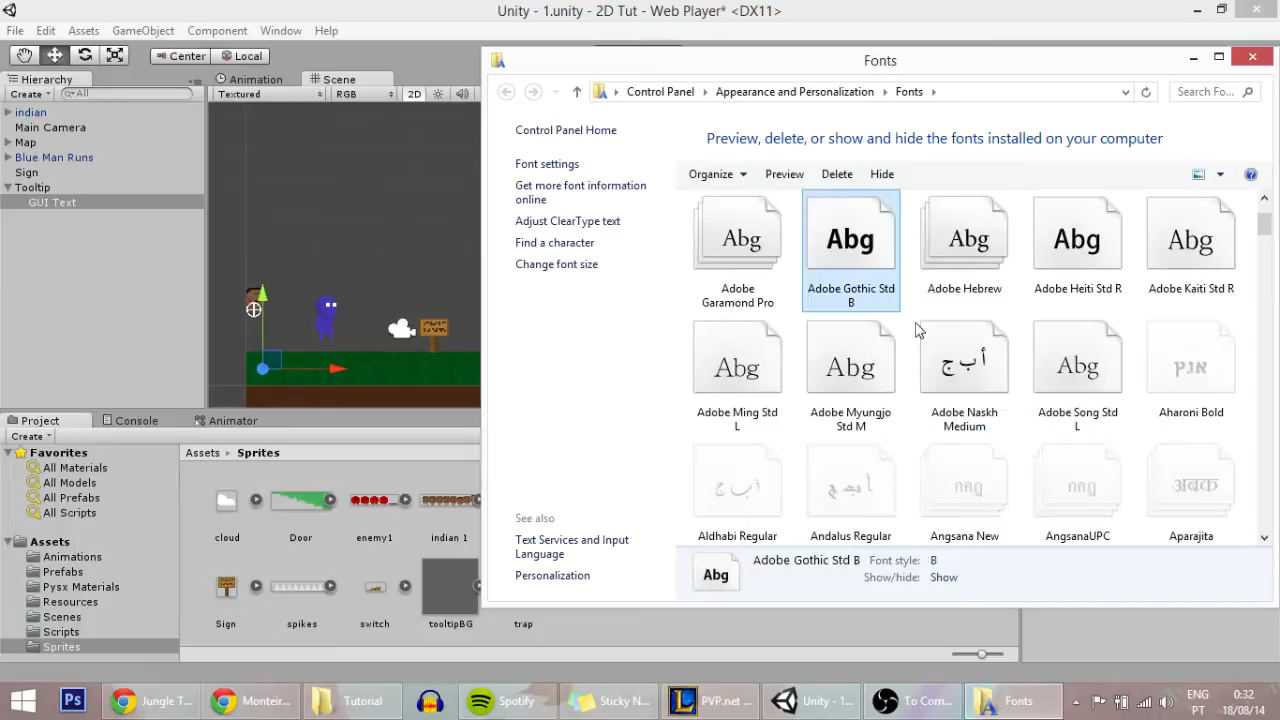 Unity - 1.unity - 2D Tut - Web Player* <DX11>
File Edit Assets GameObject Component Window Help
Center Local
Hierarchy
Create All
indian
Main Camera
Map
Blue Man Runs
Sign
Tooltip
GUI Text
Animation Scene
Textured RGB 2D
Fonts
Control Panel Appearance and Personalization Fonts
Search Fo...
Control Panel Home
Font settings
Get more font information
online
Adjust ClearType text
Find a character
Change font size
See also
Text Services and Input
Language
Personalization
Preview, delete, or show and hide the fonts installed on your computer
Organize Preview Delete Hide
Abg Abg Abg Abg Abg
Adobe Garamond Pro
Adobe Gothic Std B
Adobe Hebrew
Adobe Heiti Std R
Adobe Kaiti Std R
Abg Abg أب ج Abg אבגּ
Adobe Ming Std L
Adobe Myungjo Std M
Adobe Naskh Medium
Adobe Song Std L
Aharoni Bold
Aldhabi Regular
Andalus Regular
Angsana New
AngsanaUPC
Aparajita
Abg
Adobe Gothic Std B Font style: B
Show/hide: Show
Project Console Animator
Create
Favorites
All Materials
All Models
All Prefabs
All Scripts
Assets
Animations
Prefabs
Pysx Materials
Resources
Scenes
Scripts
Sprites
Assets Sprites
cloud Door enemy1 indian 1
Sign spikes switch tooltipBG trap
Ps Jungle T... Monteir... Tutorial Spotify Sticky N... PVP.net ... Unity - 1... To Com... Fonts
ENG 0:32
PT 18/08/14